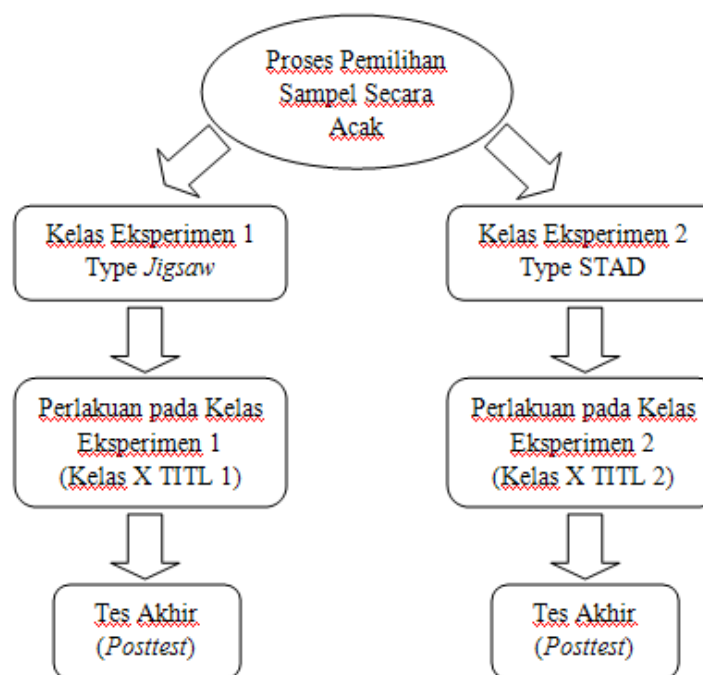 Proses Pemilihan
Sampel Secara
Acak
Kelas Eksperimen 1
Type Jigsaw
Kelas Eksperimen 2
Type STAD
Perlakuan pada Kelas
Eksperimen 1
(Kelas X TITL 1)
Perlakuan pada Kelas
Eksperimen 2
(Kelas X TITL 2)
Tes Akhir
(Posttest)
Tes Akhir
(Posttest)